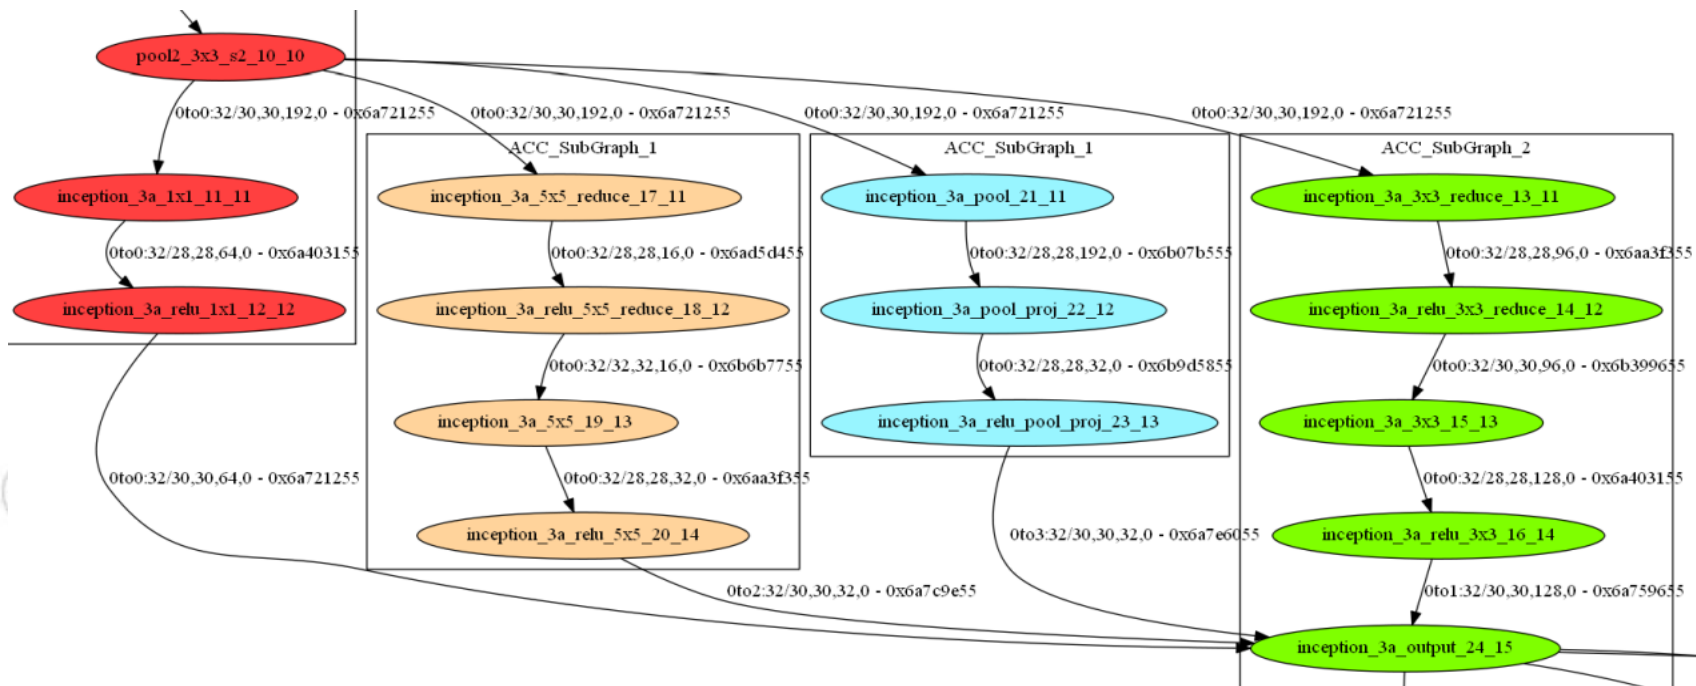 pool2_3x3_s2_10_10
0to0:32/30,30,192,0 - 0x6a721255
0to0:32/30,30,192,0 - 0x6a721255
0to0:32/30,30,192,0 - 0x6a721255
0to0:32/30,30,192,0 - 0x6a721255
ACC_SubGraph_1
ACC_SubGraph_1
ACC_SubGraph_2
inception_3a_1x1_11_11
inception_3a_5x5_reduce_17_11
inception_3a_pool_21_11
inception_3a_3x3_reduce_13_11
0to0:32/28,28,64,0 - 0x6a403155
0to0:32/28,28,16,0 - 0x6ad5d455
0to0:32/28,28,192,0 - 0x6b07b555
0to0:32/28,28,96,0 - 0x6aa3f355
inception_3a_relu_1x1_12_12
inception_3a_relu_5x5_reduce_18_12
inception_3a_pool_proj_22_12
inception_3a_relu_3x3_reduce_14_12
0to0:32/32,32,16,0 - 0x6b6b7755
0to0:32/28,28,32,0 - 0x6b9d5855
0to0:32/30,30,96,0 - 0x6b399655
inception_3a_5x5_19_13
inception_3a_relu_pool_proj_23_13
inception_3a_3x3_15_13
0to0:32/30,30,64,0 - 0x6a721255
0to0:32/28,28,32,0 - 0x6aa3f355
0to0:32/28,28,128,0 - 0x6a403155
inception_3a_relu_5x5_20_14
0to3:32/30,30,32,0 - 0x6a7e6055
inception_3a_relu_3x3_16_14
0to2:32/30,30,32,0 - 0x6a7c9e55
0to1:32/30,30,128,0 - 0x6a759655
inception_3a_output_24_15